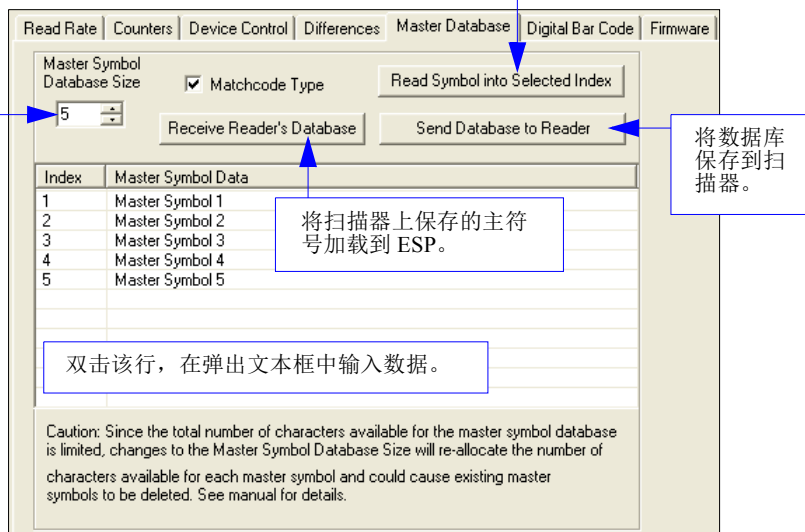 Read Rate Counters Device Control Differences Master Database Digital Bar Code Firmware
Master Symbol
Database Size
Matchcode Type
Read Symbol into Selected Index
5
Receive Reader's Database
Send Database to Reader
将数据库
保存到扫
描器。
Index Master Symbol Data
1 Master Symbol 1
2 Master Symbol 2
3 Master Symbol 3
4 Master Symbol 4
5 Master Symbol 5
将扫描器上保存的主符
号加载到 ESP。
双击该行，在弹出文本框中输入数据。
Caution: Since the total number of characters available for the master symbol database
is limited, changes to the Master Symbol Database Size will re-allocate the number of
characters available for each master symbol and could cause existing master
symbols to be deleted. See manual for details.